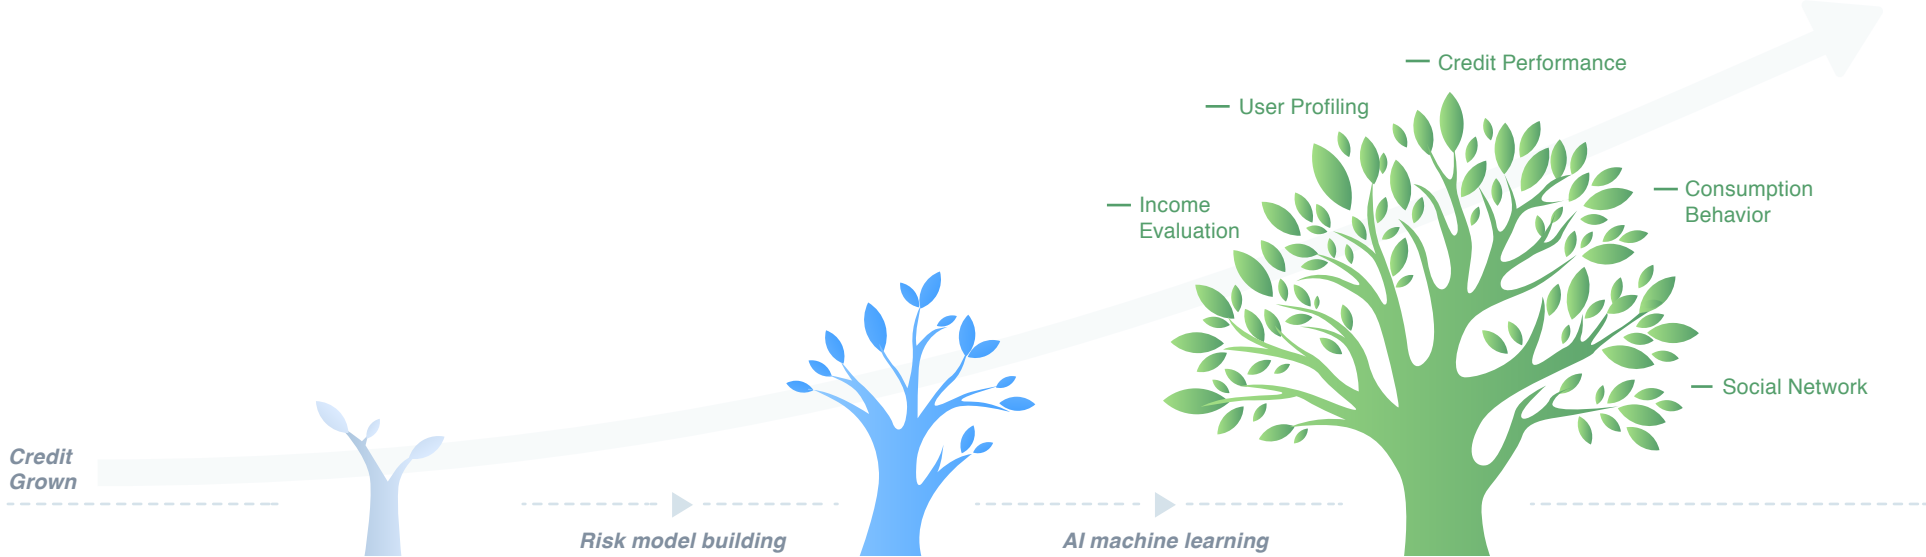 Credit Performance
User Profiling
Income
Evaluation
Consumption
Behavior
Social Network
Credit
Grown
Risk model building
AI machine learning